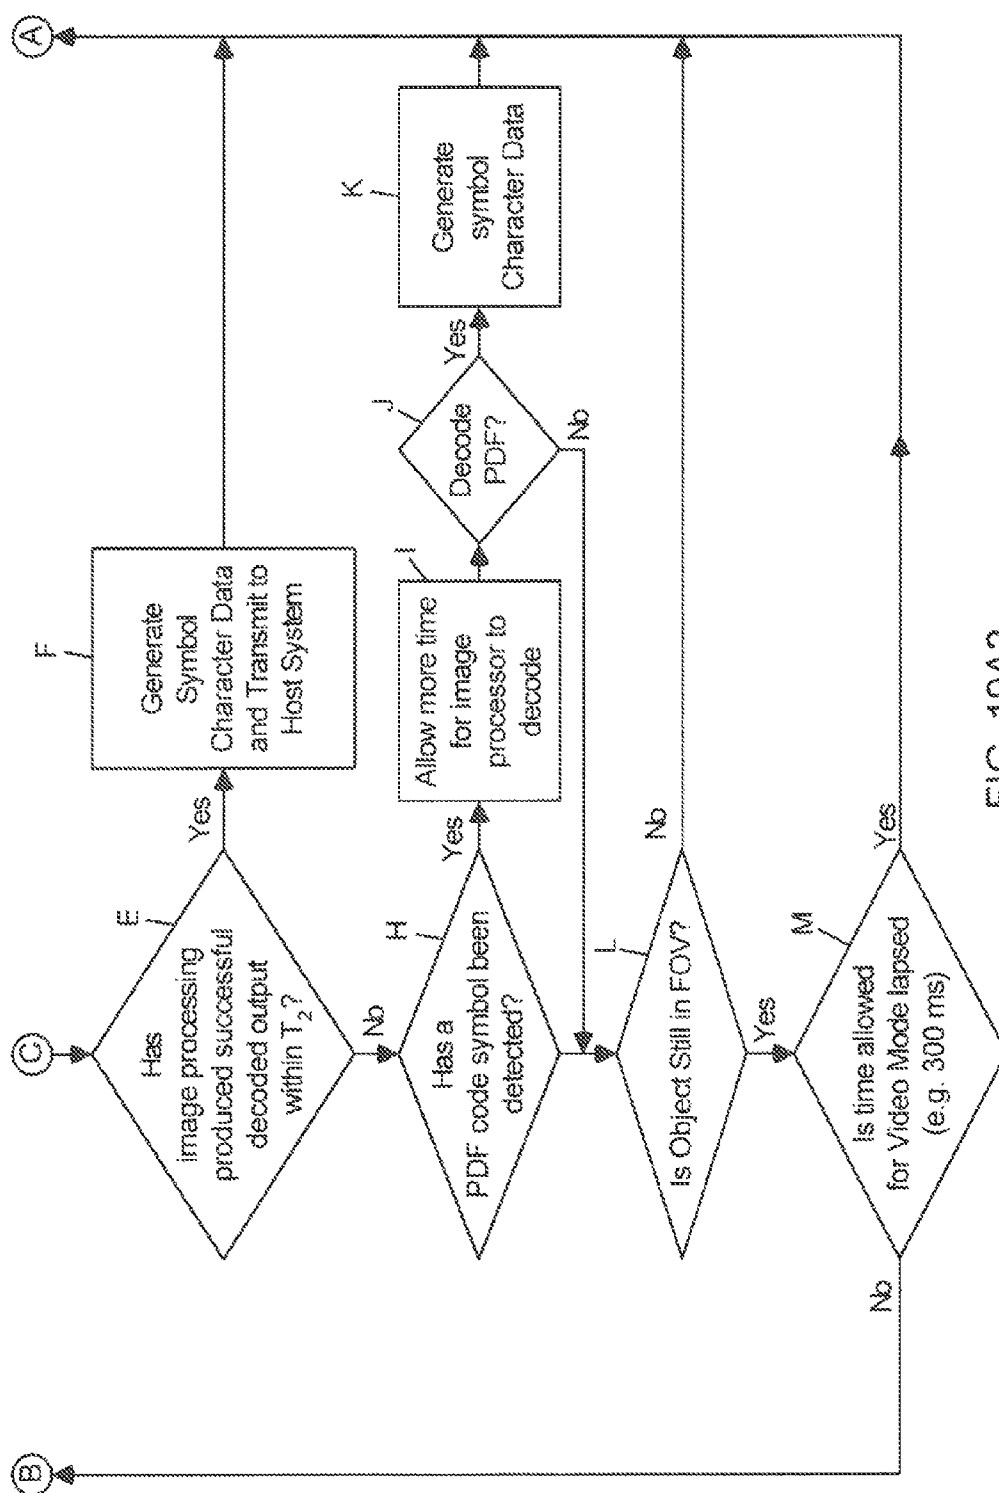 C
Has
image processing
produced successful
decoded output
within T2?
E
Yes
No
F
Generate
Symbol
Character Data
and Transmit to
Host System
A
Has a
PDF code symbol been
detected?
H
Yes
I
Allow more time
for image
processor to
decode
J
Decode
PDF?
Yes
No
K
Generate
symbol
Character Data
L
Is Object Still in FOV?
No
Yes
M
Is time allowed
for Video Mode lapsed
(e.g. 300 ms)
Yes
No
B